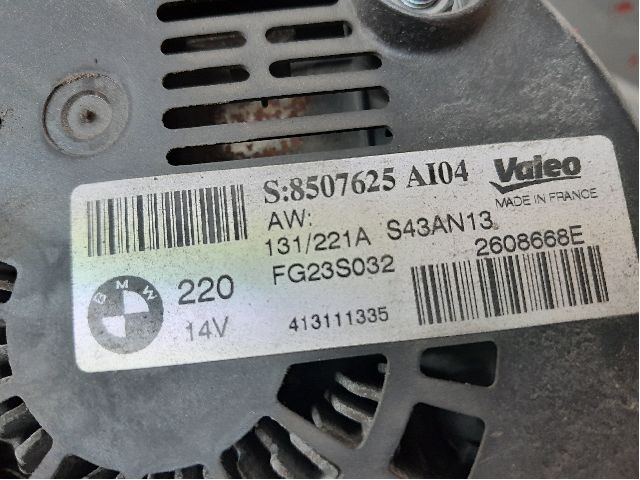 S:8507625 AI04
Valeo
MADE IN FRANCE
AW:
131/221A S43AN13
FG23S032
2608668E
BMW
220
14V
413111335